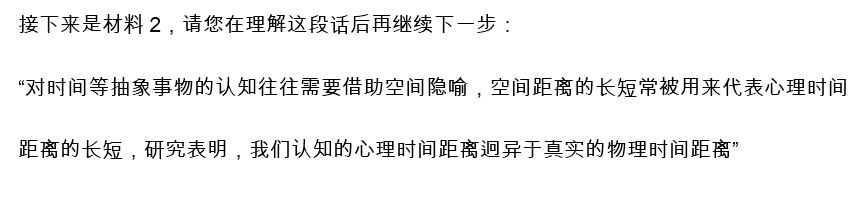 接下来是材料2，请您在理解这段话后再继续下一步：
“对时间等抽象事物的认知往往需要借助空间隐喻，空间距离的长短常被用来代表心理时间
距离的长短，研究表明，我们认知的心理时间距离迥异于真实的物理时间距离”